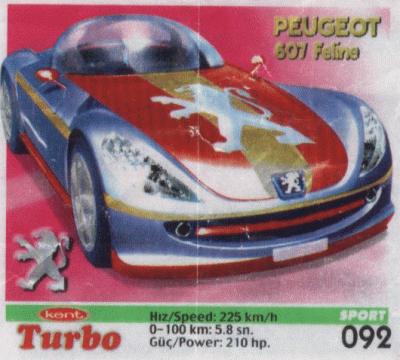 PEUGEOT
607 Feline
kent
Turbo
Hız/Speed: 225 km/h
0-100 km: 5.8 sn.
Güç/Power: 210 hp.
SPORT
092